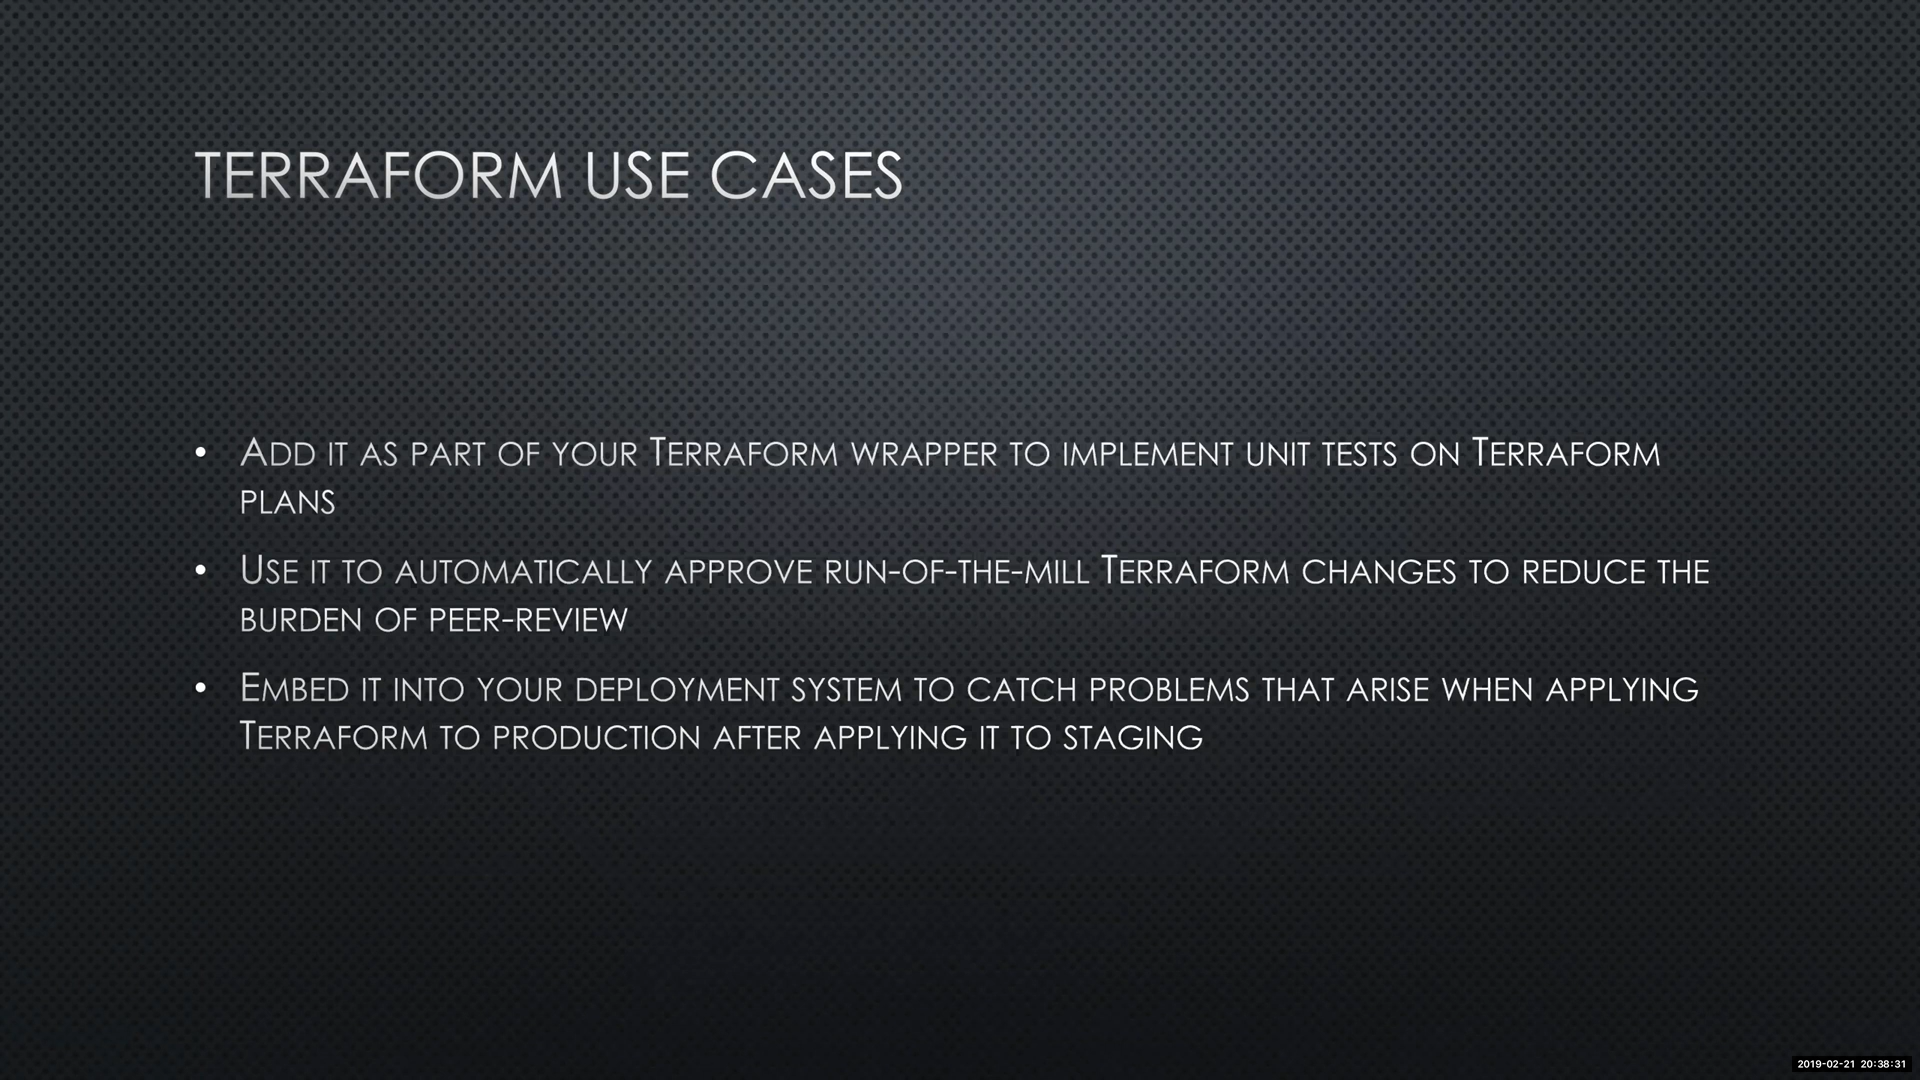 TERRAFORM USE CASES
• Add it as part of your Terraform wrapper to implement unit tests on Terraform
plans
• Use it to automatically approve run-of-the-mill Terraform changes to reduce the
burden of peer-review
• Embed it into your deployment system to catch problems that arise when applying
Terraform to production after applying it to staging
2019-02-21 20:38:31